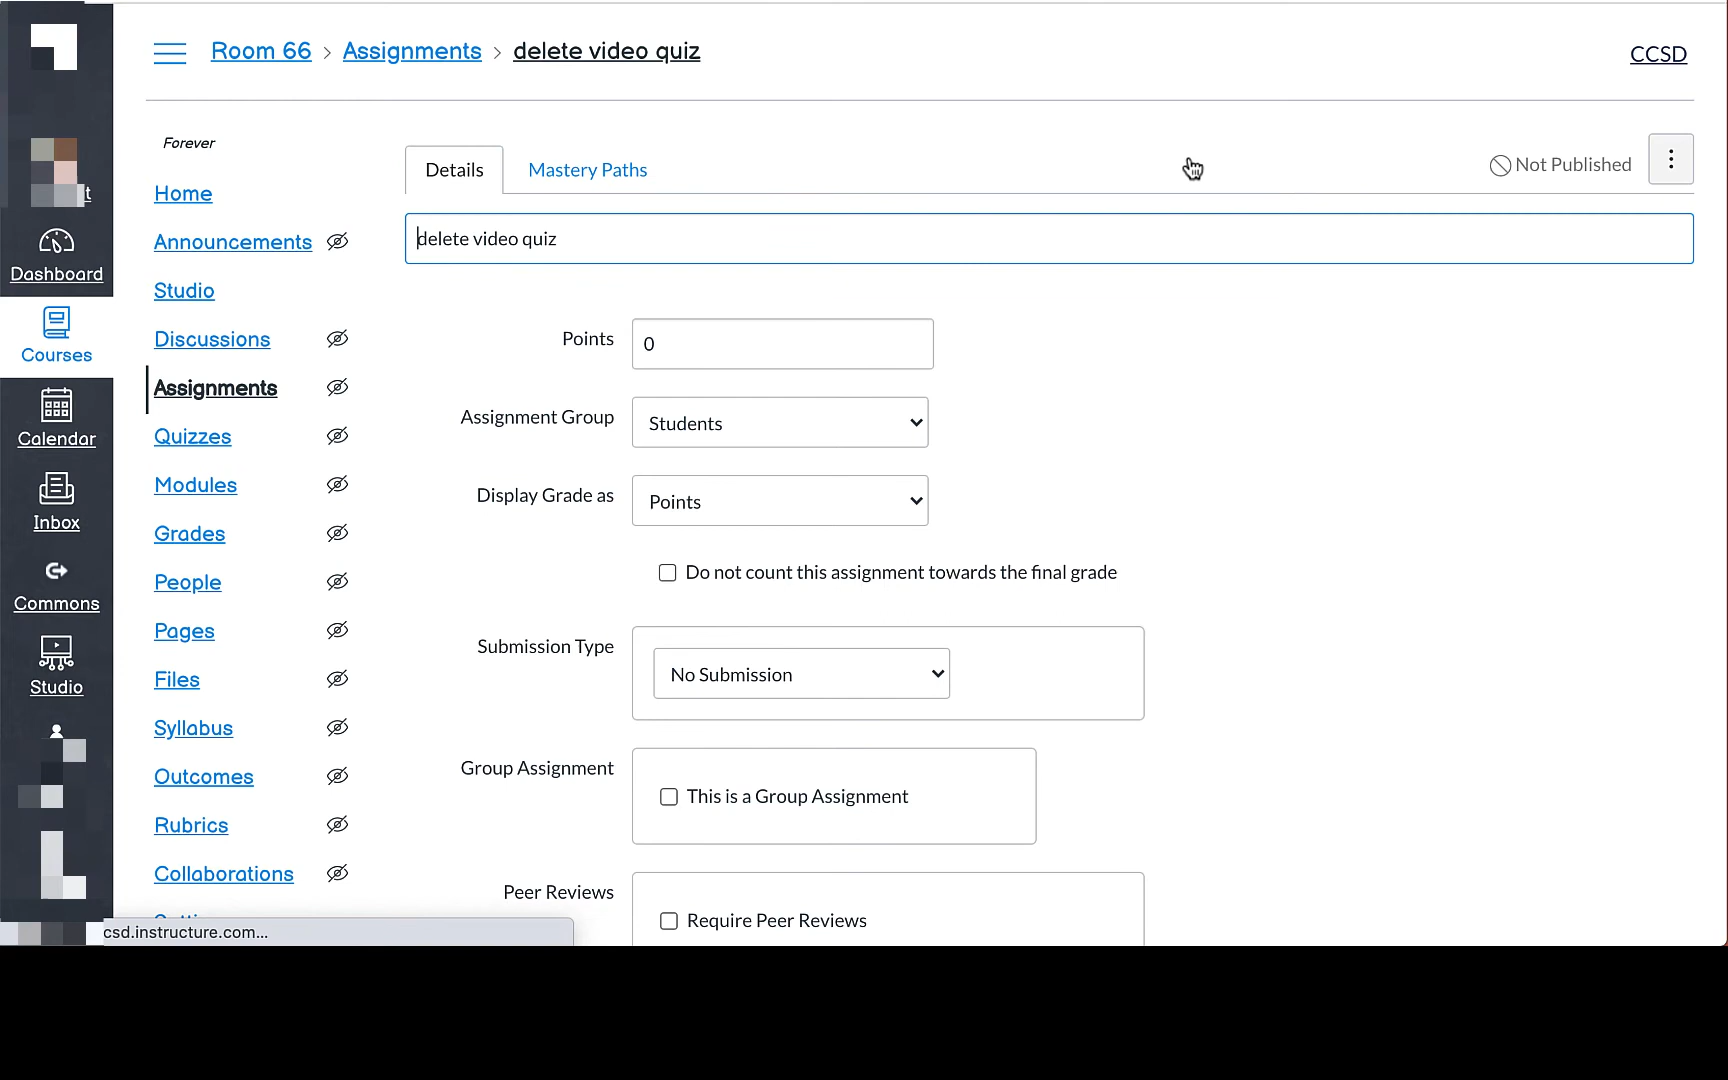 Room 66 > Assignments > delete video quiz
CCSD
Forever
Home
Announcements
Studio
Discussions
Assignments
Quizzes
Modules
Grades
People
Pages
Files
Syllabus
Outcomes
Rubrics
Collaborations
t
Dashboard
Courses
Calendar
Inbox
Commons
Studio
Details
Mastery Paths
Not Published
delete video quiz
Points
0
Assignment Group
Students
Display Grade as
Points
Do not count this assignment towards the final grade
Submission Type
No Submission
Group Assignment
This is a Group Assignment
Peer Reviews
Require Peer Reviews
csd.instructure.com...